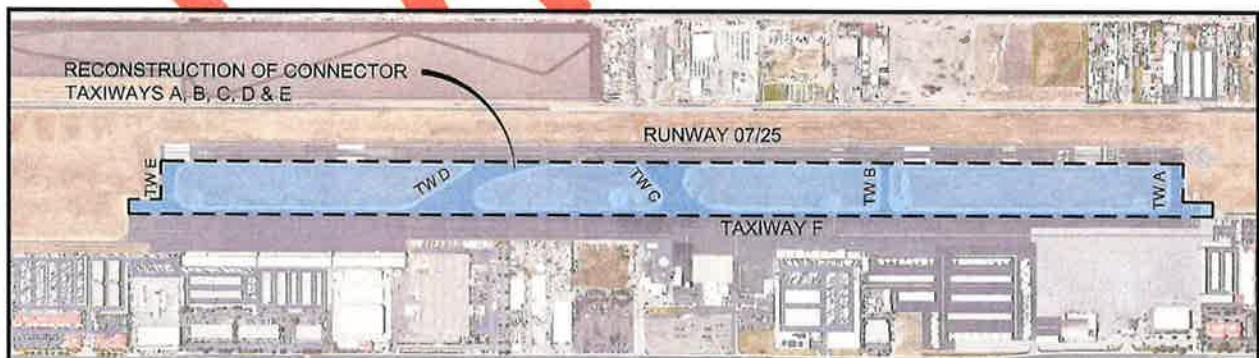 RECONSTRUCTION OF CONNECTOR
TAXIWAYS A, B, C, D & E
RUNWAY 07/25
TW E
TW D
TW G
TW B
TW A
TAXIWAY F